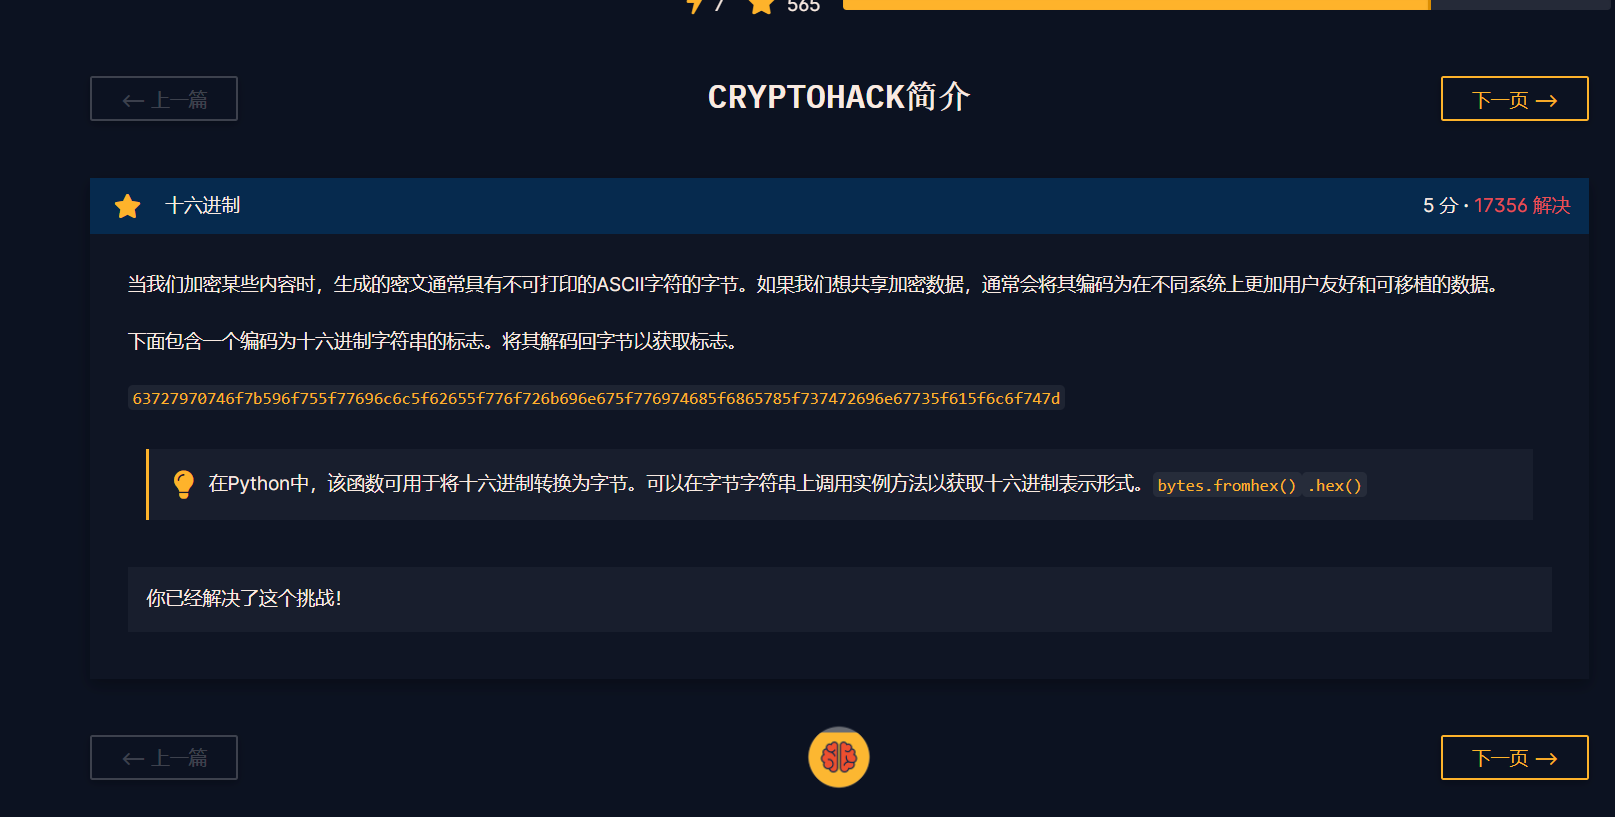 7 565
← 上一篇
CRYPTOHACK简介
下一页 →
十六进制
5 分 · 17356 解决
当我们加密某些内容时，生成的密文通常具有不可打印的ASCII字符的字节。如果我们想共享加密数据，通常会将其编码为在不同系统上更加用户友好和可移植的数据。
下面包含一个编码为十六进制字符串的标志。将其解码回字节以获取标志。
63727970746f7b596f755f77696c6c5f62655f776f726b696e675f776974685f6865785f737472696e67735f615f6c6f747d
在Python中，该函数可用于将十六进制转换为字节。可以在字节字符串上调用实例方法以获取十六进制表示形式。bytes.fromhex() .hex()
你已经解决了这个挑战！
← 上一篇
下一页 →